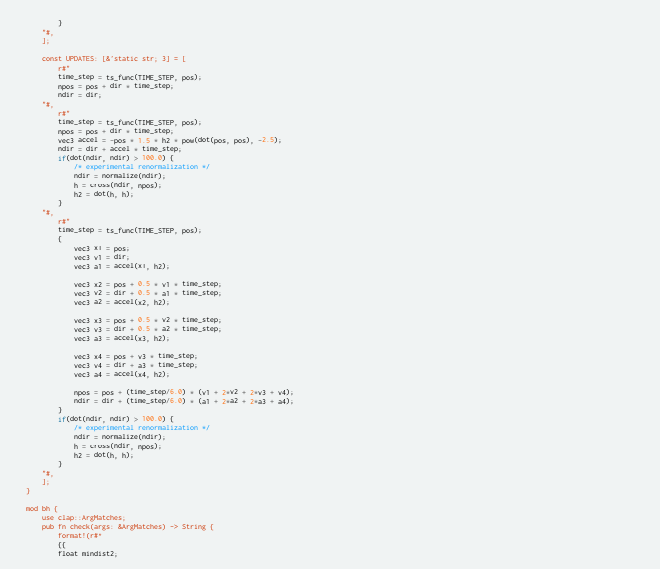 }
"#,
];
const UPDATES: [&'static str; 3] = [
r#"
time_step = ts_func(TIME_STEP, pos);
npos = pos + dir * time_step;
ndir = dir;
"#,
r#"
time_step = ts_func(TIME_STEP, pos);
npos = pos + dir * time_step;
vec3 accel = -pos * 1.5 * h2 * pow(dot(pos, pos), -2.5);
ndir = dir + accel * time_step;
if(dot(ndir, ndir) > 100.0) {
/* experimental renormalization */
ndir = normalize(ndir);
h = cross(ndir, npos);
h2 = dot(h, h);
}
"#,
r#"
time_step = ts_func(TIME_STEP, pos);
{
vec3 x1 = pos;
vec3 v1 = dir;
vec3 a1 = accel(x1, h2);
vec3 x2 = pos + 0.5 * v1 * time_step;
vec3 v2 = dir + 0.5 * a1 * time_step;
vec3 a2 = accel(x2, h2);
vec3 x3 = pos + 0.5 * v2 * time_step;
vec3 v3 = dir + 0.5 * a2 * time_step;
vec3 a3 = accel(x3, h2);
vec3 x4 = pos + v3 * time_step;
vec3 v4 = dir + a3 * time_step;
vec3 a4 = accel(x4, h2);
npos = pos + (time_step/6.0) * (v1 + 2*v2 + 2*v3 + v4);
ndir = dir + (time_step/6.0) * (a1 + 2*a2 + 2*a3 + a4);
}
if(dot(ndir, ndir) > 100.0) {
/* experimental renormalization */
ndir = normalize(ndir);
h = cross(ndir, npos);
h2 = dot(h, h);
}
"#,
];
}
mod bh {
use clap::ArgMatches;
pub fn check(args: &ArgMatches) -> String {
format!(r#"
{{
float mindist2;